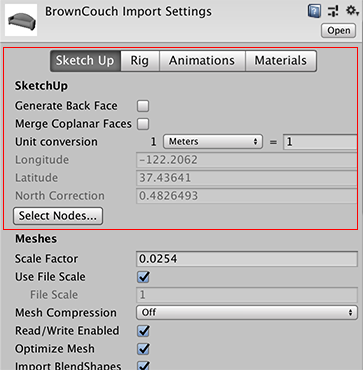 BrownCouch Import Settings
Open
Sketch Up Rig Animations Materials
SketchUp
Generate Back Face
Merge Coplanar Faces
Unit conversion 1 Meters = 1
Longitude -122.2062
Latitude 37.43641
North Correction 0.4826493
Select Nodes...
Meshes
Scale Factor 0.0254
Use File Scale
File Scale 1
Mesh Compression Off
Read/Write Enabled
Optimize Mesh
Import BlendShapes